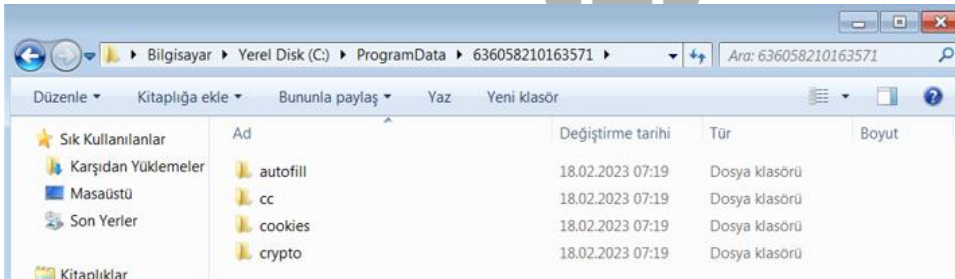 Bilgisayar ▸ Yerel Disk (C:) ▸ ProgramData ▸ 636058210163571 ▸ Ara: 636058210163571
Düzenle Kitaplığa ekle Bununla paylaş Yaz Yeni klasör
Sık Kullanılanlar
Karşıdan Yüklemeler
Masaüstü
Son Yerler
Kitaplıklar
Ad Değiştirme tarihi Tür Boyut
autofill 18.02.2023 07:19 Dosya klasörü
cc 18.02.2023 07:19 Dosya klasörü
cookies 18.02.2023 07:19 Dosya klasörü
crypto 18.02.2023 07:19 Dosya klasörü